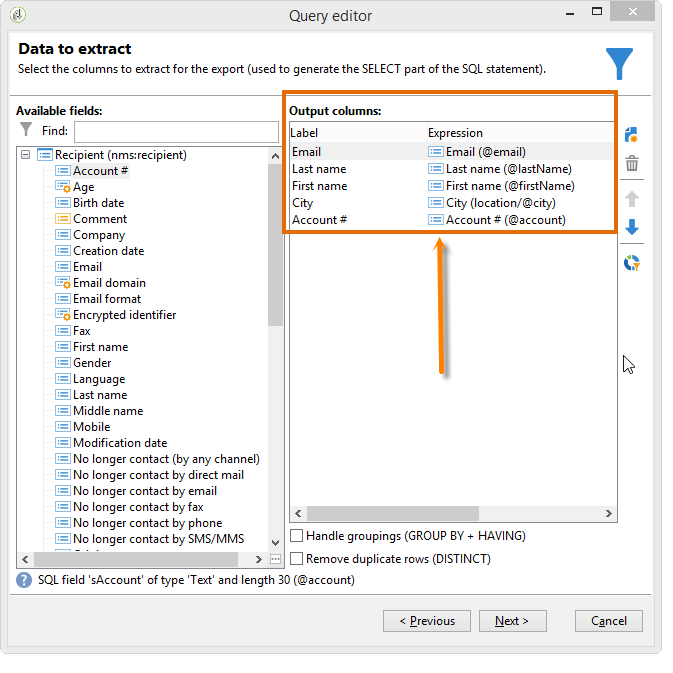 Query editor
Data to extract
Select the columns to extract for the export (used to generate the SELECT part of the SQL statement).
Available fields:
Find:
Recipient (nms:recipient)
Account #
Age
Birth date
Comment
Company
Creation date
Email
Email domain
Email format
Encrypted identifier
Fax
First name
Gender
Language
Last name
Middle name
Mobile
Modification date
No longer contact (by any channel)
No longer contact by direct mail
No longer contact by email
No longer contact by fax
No longer contact by phone
No longer contact by SMS/MMS
Output columns:
Label Expression
Email Email (@email)
Last name Last name (@lastName)
First name First name (@firstName)
City City (location/@city)
Account # Account # (@account)
Handle groupings (GROUP BY + HAVING)
Remove duplicate rows (DISTINCT)
SQL field 'sAccount' of type 'Text' and length 30 (@account)
< Previous Next > Cancel